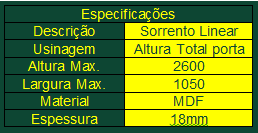 Especificações
Descrição Sorrento Linear
Usinagem Altura Total porta
Altura Max. 2600
Largura Max. 1050
Material MDF
Espessura 18mm